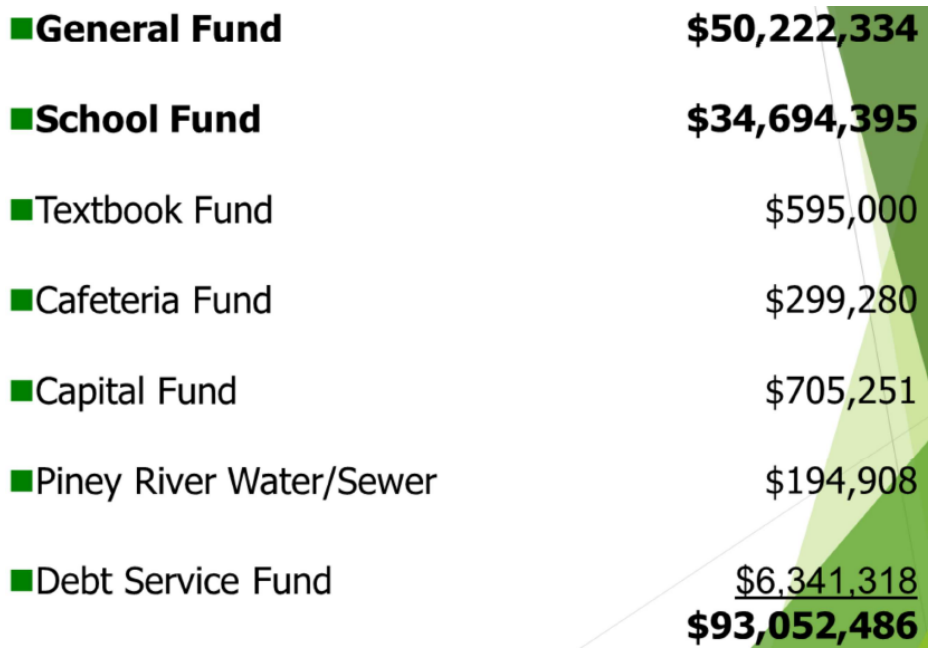 General Fund $50,222,334
School Fund $34,694,395
Textbook Fund $595,000
Cafeteria Fund $299,280
Capital Fund $705,251
Piney River Water/Sewer $194,908
Debt Service Fund $6,341,318
$93,052,486